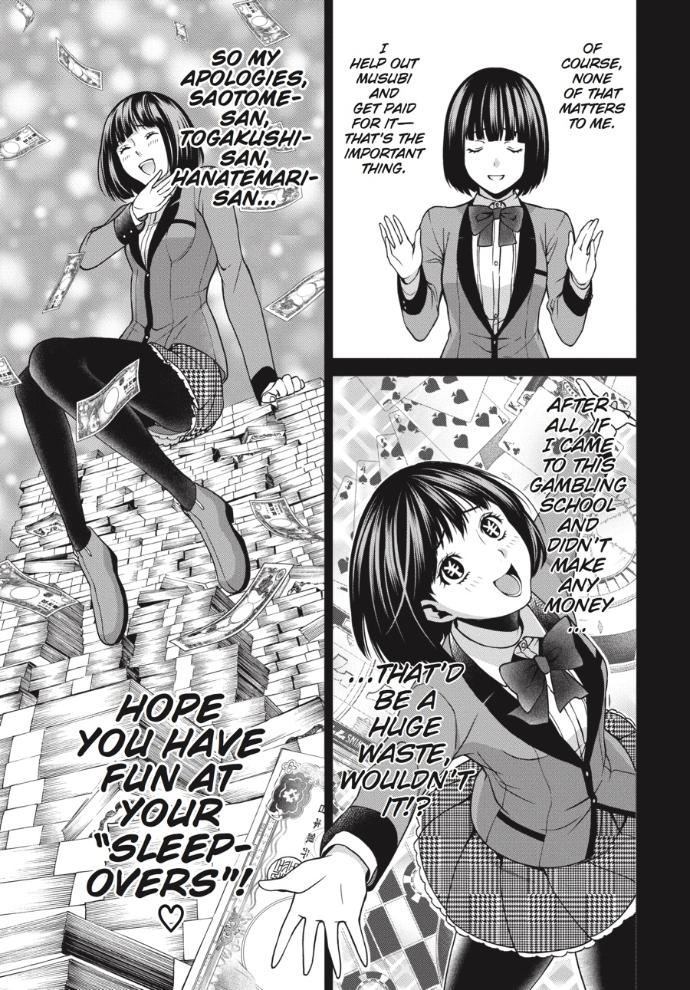 OF
COURSE,
NONE
OF THAT
MATTERS
TO ME.
I
HELP OUT
MUSUBI
AND
GET PAID
FOR IT—
THAT'S THE
IMPORTANT
THING.
AFTER
ALL, IF
I CAME
TO THIS
GAMBLING
SCHOOL
AND
DIDN'T
MAKE
ANY
MONEY
...
...THAT'D
BE A
HUGE
WASTE,
WOULDN'T
IT!?
SO MY
APOLOGIES,
SAOTOME-
SAN,
TOGAKUSHI-
SAN,
HANATEMARI-
SAN...
HOPE
YOU HAVE
FUN AT
YOUR
"SLEEP-
OVERS"!
♡